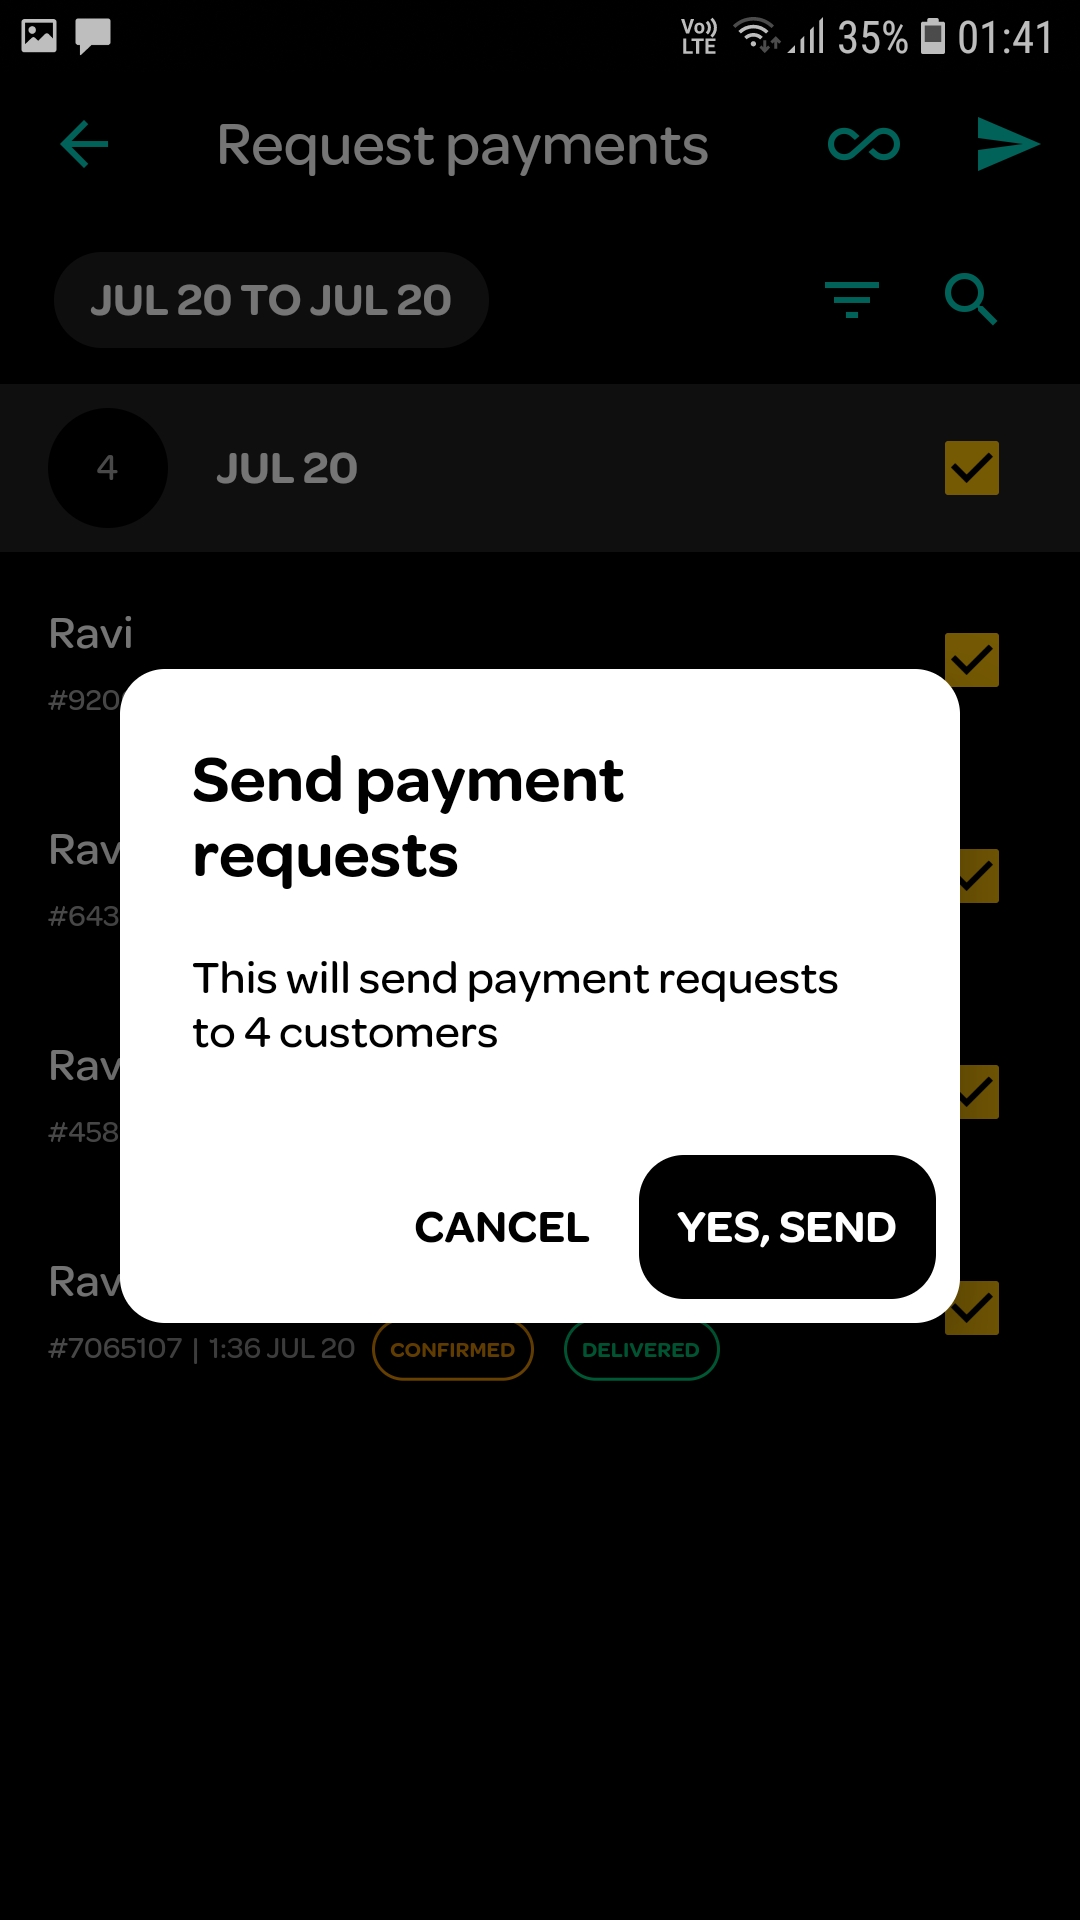 Vo)) LTE 35% 01:41
Request payments
JUL 20 TO JUL 20
4 JUL 20
Ravi
#920
Send payment
requests
Rav
#643
This will send payment requests
to 4 customers
Rav
#458
CANCEL YES, SEND
Rav
#7065107 | 1:36 JUL 20 CONFIRMED DELIVERED